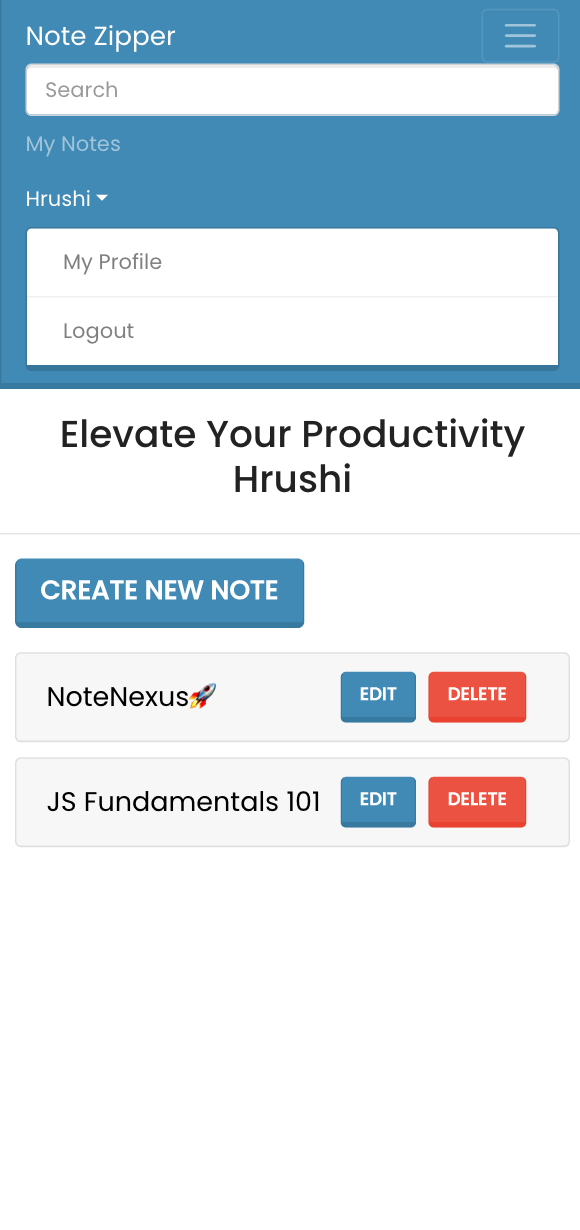 Note Zipper
Search
My Notes
Hrushi
My Profile
Logout
Elevate Your Productivity
Hrushi
CREATE NEW NOTE
NoteNexus🚀 EDIT DELETE
JS Fundamentals 101 EDIT DELETE